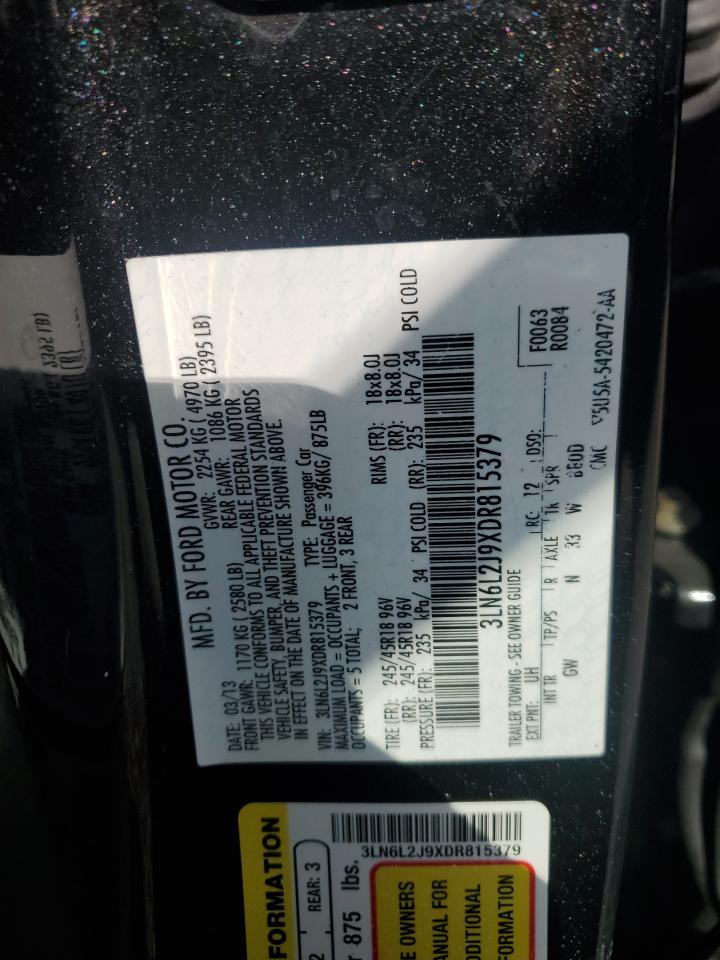 MFD. BY FORD MOTOR CO.
DATE: 03/13 GVWR: 2254 KG ( 4970 LB)
FRONT GAWR: 1170 KG ( 2580 LB) REAR GAWR: 1086 KG ( 2395 LB)
THIS VEHICLE CONFORMS TO ALL APPLICABLE FEDERAL MOTOR
VEHICLE SAFETY, BUMPER, AND THEFT PREVENTION STANDARDS
IN EFFECT ON THE DATE OF MANUFACTURE SHOWN ABOVE.
VIN: 3LN6L2J9XDR815379 TYPE: Passenger Car
MAXIMUM LOAD = OCCUPANTS + LUGGAGE = 396KG/ 875LB
OCCUPANTS = 5 TOTAL: 2 FRONT, 3 REAR
TIRE (FR): 245/45R18 96V RIMS (FR): 18x8.0J
(RR): 245/45R18 96V (RR): 18x8.0J
PRESSURE (FR): 235 kPa/ 34 PSI COLD (RR): 235 kPa/ 34 PSI COLD
3LN6L2J9XDR815379
TRAILER TOWING - SEE OWNER GUIDE
EXT PNT: UH RC: 12 DSO: F0063
INT TR TP/PS R AXLE TR SPR R0084
GW N 33 W
CMC V5USA-5420472-AA
FORMATION
2 REAR: 3
875 lbs.
3LN6L2J9XDR815379
E OWNERS
ANUAL FOR
DDITIONAL
FORMATION